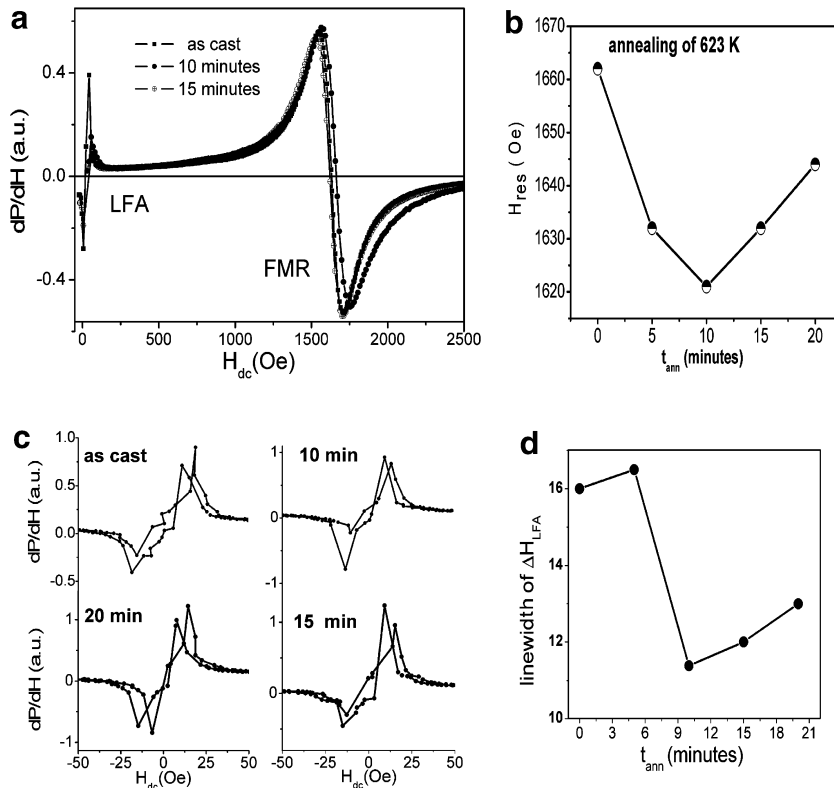 a
as cast
10 minutes
15 minutes
dP/dH (a.u.)
0.4
0.0
-0.4
LFA
FMR
0 500 1000 1500 2000 2500
H_dc(Oe)
b
annealing of 623 K
H_res ( Oe)
1670
1660
1650
1640
1630
1620
0 5 10 15 20
t_ann (minutes)
c
as cast
dP/dH (a.u.)
1.0
0.5
0.0
-0.5
10 min
1
0
-1
20 min
dP/dH (a.u.)
1
0
-1
-50 -25 0 25 50
H_dc(Oe)
15 min
1
0
-1
-50 -25 0 25 50
H_dc(Oe)
d
linewidth of ΔH_LFA
16
14
12
10
0 3 6 9 12 15 18 21
t_ann (minutes)